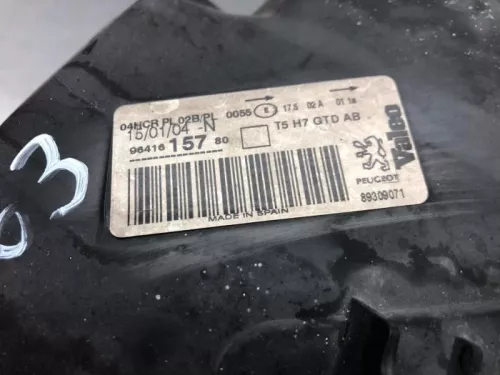 04HCR PL 02B/PL 0055 E 17.5 02 A 01 1a
15/01/04 -N
96416 157 80 T5 H7 GTD AB
MADE IN SPAIN
PEUGEOT
Valeo
89309071
03